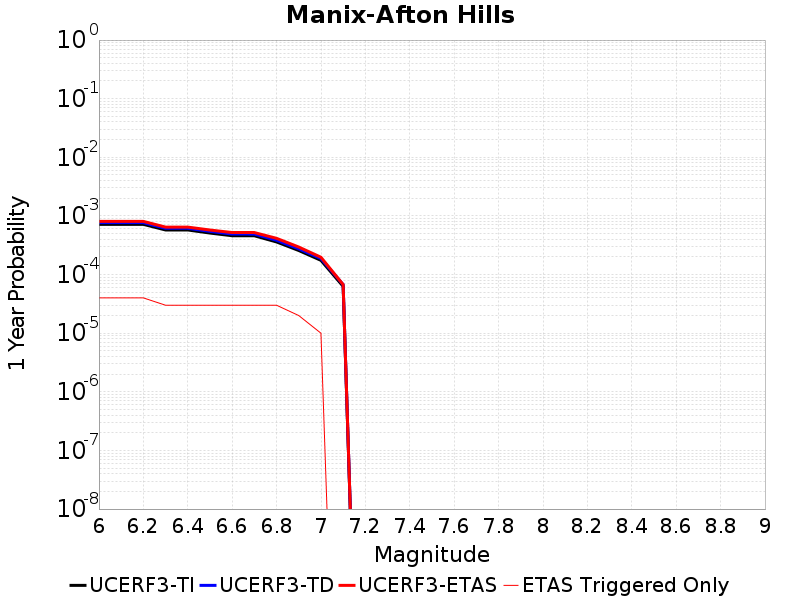 Manix-Afton Hills
1 Year Probability
10^0
10^-1
10^-2
10^-3
10^-4
10^-5
10^-6
10^-7
10^-8
6 6.2 6.4 6.6 6.8 7 7.2 7.4 7.6 7.8 8 8.2 8.4 8.6 8.8 9
Magnitude
UCERF3-TI UCERF3-TD UCERF3-ETAS ETAS Triggered Only